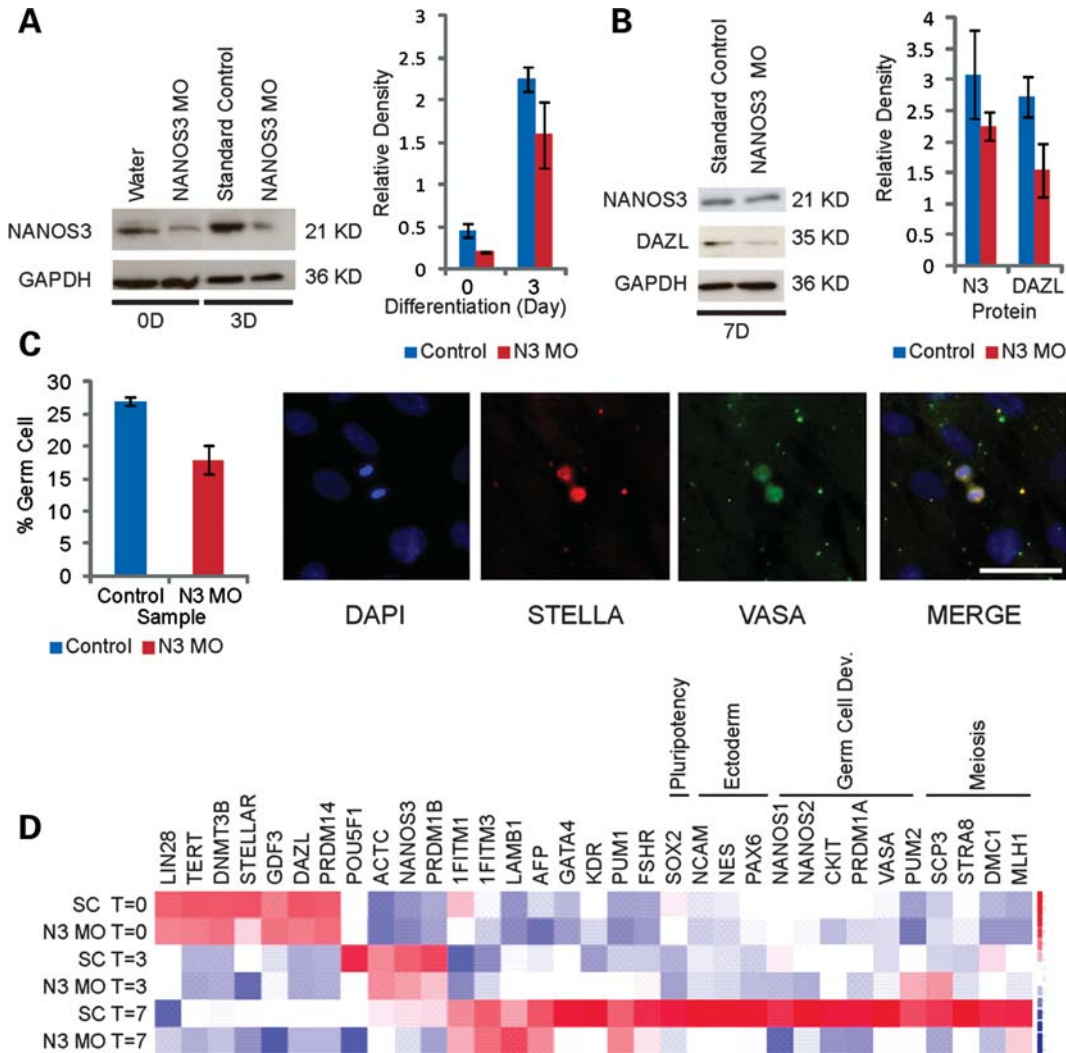 A
Water
NANOS3 MO
Standard Control
NANOS3 MO
NANOS3
21 KD
GAPDH
36 KD
0D
3D
Relative Density
3
2.5
2
1.5
1
0.5
0
0
3
Differentiation (Day)
Control
N3 MO
B
Standard Control
NANOS3 MO
NANOS3
21 KD
DAZL
35 KD
GAPDH
36 KD
7D
Relative Density
4
3.5
3
2.5
2
1.5
1
0.5
0
N3
DAZL
Protein
Control
N3 MO
C
% Germ Cell
30
25
20
15
10
5
0
Control
N3 MO
Sample
Control
N3 MO
DAPI
STELLA
VASA
MERGE
D
Pluripotency
Ectoderm
Germ Cell Dev.
Meiosis
LIN28
TERT
DNMT3B
STELLAR
GDF3
DAZL
PRDM14
POU5F1
ACTC
NANOS3
PRDM1B
1FITM1
1FITM3
LAMB1
AFP
GATA4
KDR
PUM1
FSHR
SOX2
NCAM
NES
PAX6
NANOS1
NANOS2
CKIT
PRDM1A
VASA
PUM2
SCP3
STRA8
DMC1
MLH1
SC T=0
N3 MO T=0
SC T=3
N3 MO T=3
SC T=7
N3 MO T=7